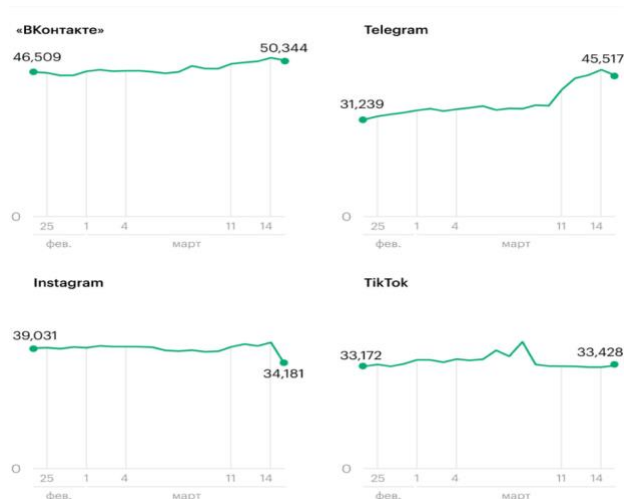 «ВКонтакте»
46,509
50,344
0
25
1
4
11
14
фев.
март
Telegram
31,239
45,517
0
25
1
4
11
14
фев.
март
Instagram
39,031
34,181
0
25
1
4
11
14
фев.
март
TikTok
33,172
33,428
0
25
1
4
11
14
фев.
март